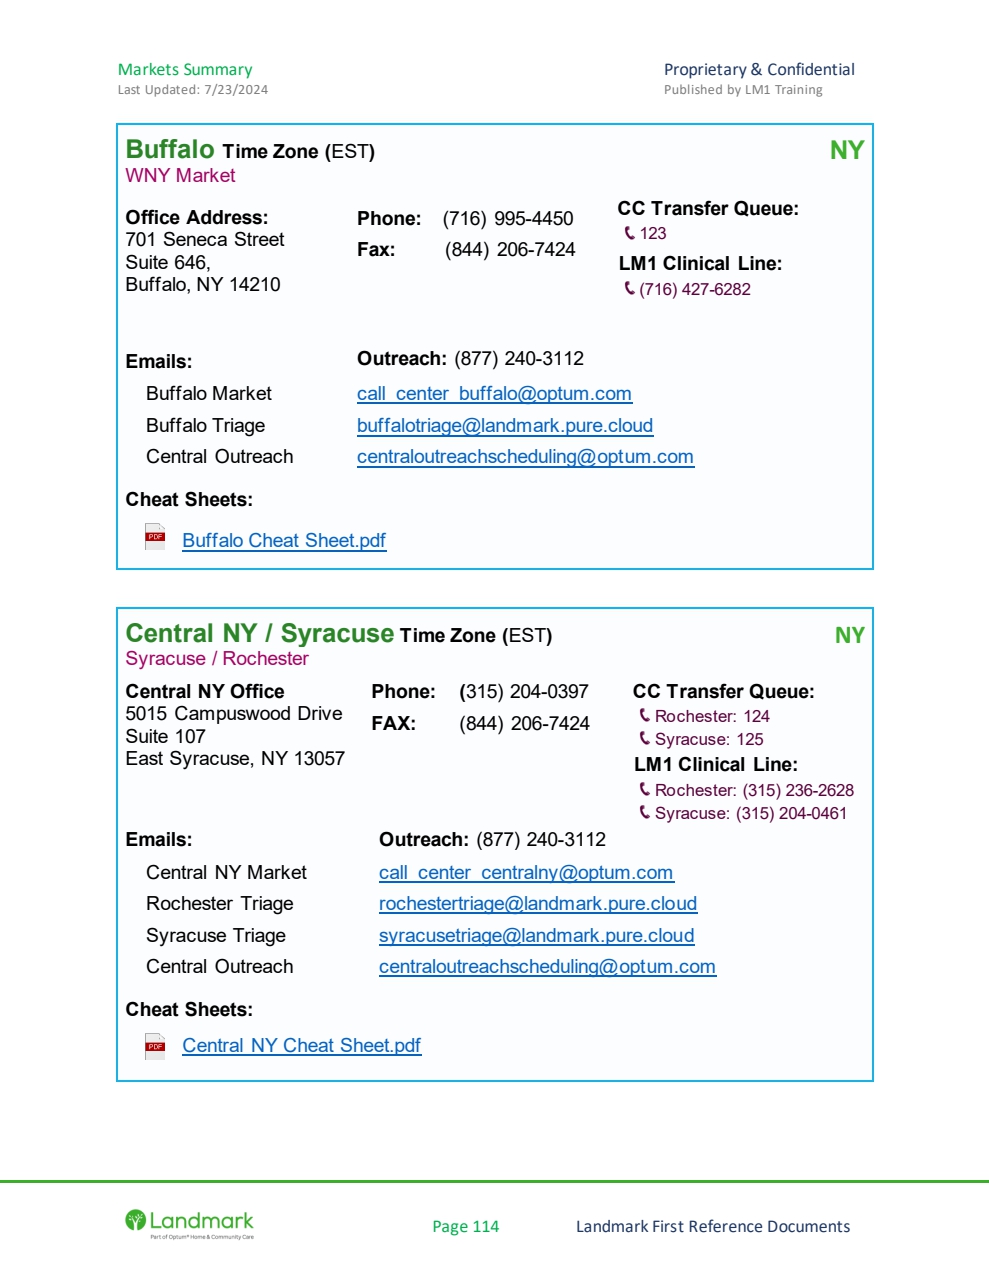 Markets Summary
Proprietary & Confidential
Last Updated: 7/23/2024
Published by LM1 Training
Buffalo Time Zone (EST)
NY
WNY Market
Office Address:
701 Seneca Street
Suite 646,
Buffalo, NY 14210
Phone: (716) 995-4450
Fax: (844) 206-7424
CC Transfer Queue:
123
LM1 Clinical Line:
(716) 427-6282
Emails:
Outreach: (877) 240-3112
Buffalo Market call_center_buffalo@optum.com
Buffalo Triage buffalotriage@landmark.pure.cloud
Central Outreach centraloutreachscheduling@optum.com
Cheat Sheets:
PDF Buffalo Cheat Sheet.pdf
Central NY / Syracuse Time Zone (EST)
NY
Syracuse / Rochester
Central NY Office
5015 Campuswood Drive
Suite 107
East Syracuse, NY 13057
Phone: (315) 204-0397
FAX: (844) 206-7424
CC Transfer Queue:
Rochester: 124
Syracuse: 125
LM1 Clinical Line:
Rochester: (315) 236-2628
Syracuse: (315) 204-0461
Emails:
Outreach: (877) 240-3112
Central NY Market call_center_centralny@optum.com
Rochester Triage rochestertriage@landmark.pure.cloud
Syracuse Triage syracusetriage@landmark.pure.cloud
Central Outreach centraloutreachscheduling@optum.com
Cheat Sheets:
PDF Central NY Cheat Sheet.pdf
Landmark
Part of Optum® Home & Community Care
Page 114
Landmark First Reference Documents